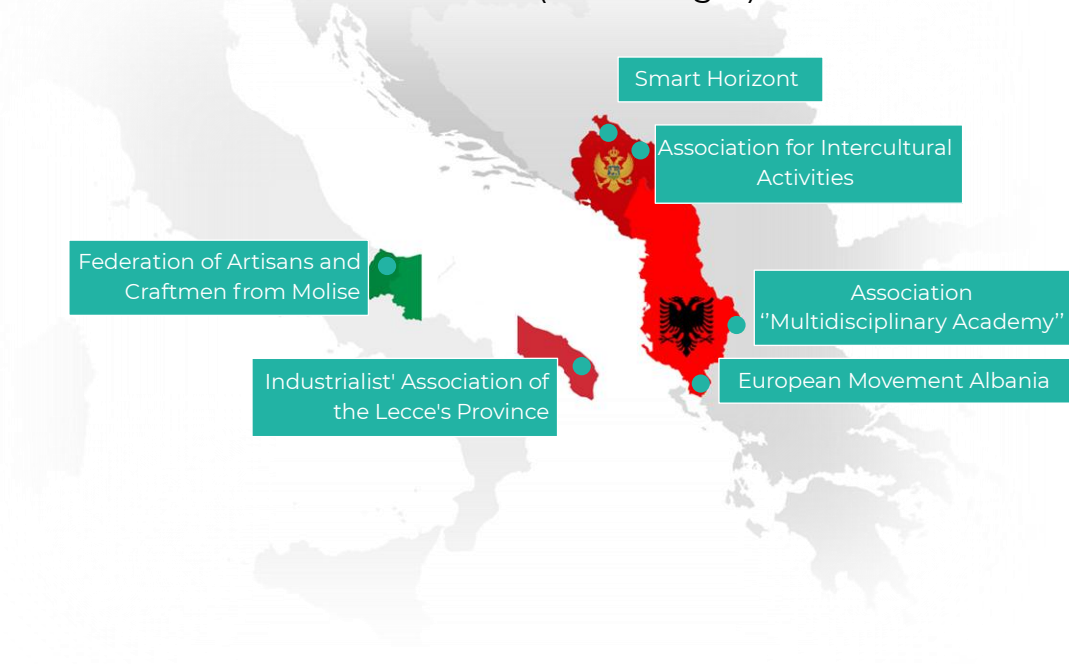 Smart Horizont
Association for Intercultural
Activities
Federation of Artisans and
Craftmen from Molise
Association
‘’Multidisciplinary Academy’’
Industrialist' Association of
the Lecce's Province
European Movement Albania